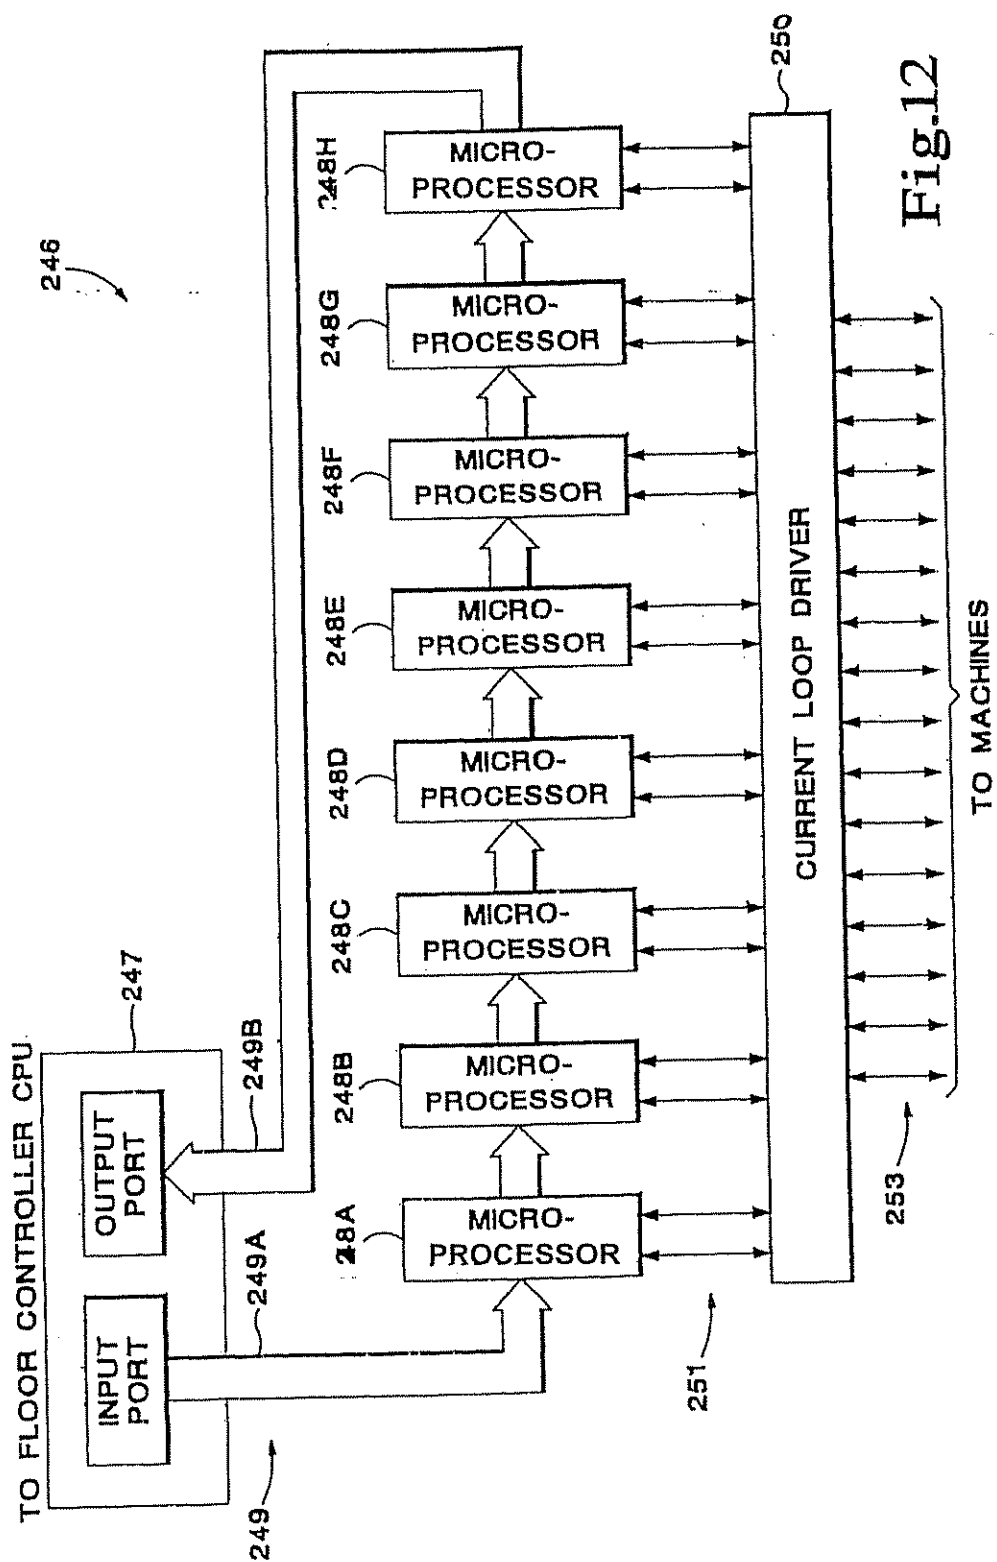 TO FLOOR CONTROLLER CPU
247
INPUT
PORT
OUTPUT
PORT
249
249A
249B
246
248A
MICRO-
PROCESSOR
248B
MICRO-
PROCESSOR
248C
MICRO-
PROCESSOR
248D
MICRO-
PROCESSOR
248E
MICRO-
PROCESSOR
248F
MICRO-
PROCESSOR
248G
MICRO-
PROCESSOR
248H
MICRO-
PROCESSOR
251
CURRENT LOOP DRIVER
250
253
TO MACHINES
Fig.12